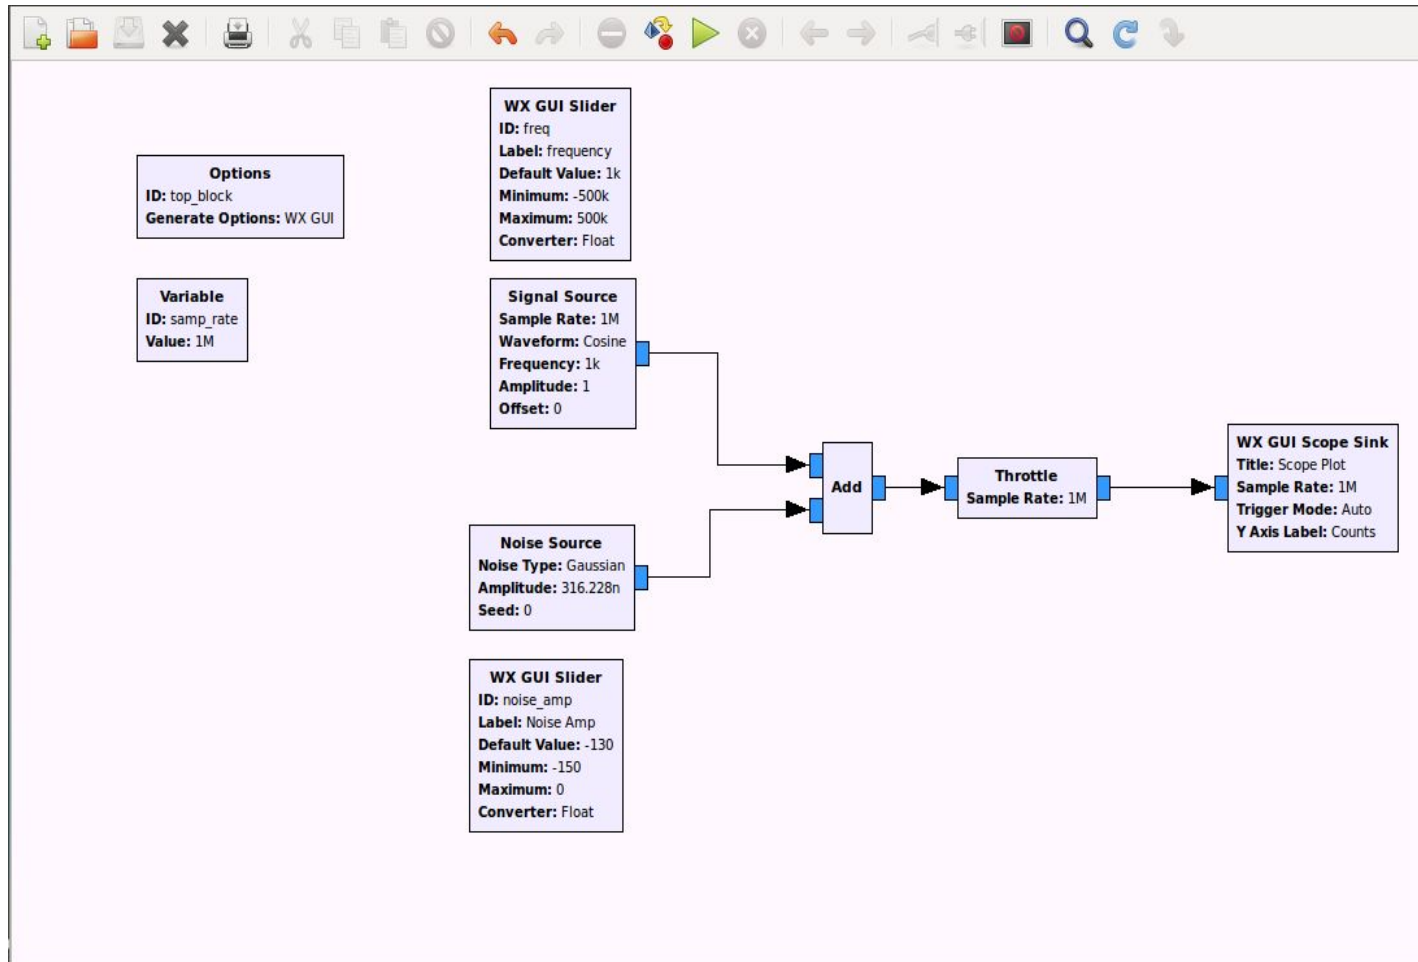 WX GUI Slider
ID: freq
Label: frequency
Default Value: 1k
Minimum: -500k
Maximum: 500k
Converter: Float
Options
ID: top_block
Generate Options: WX GUI
Variable
ID: samp_rate
Value: 1M
Signal Source
Sample Rate: 1M
Waveform: Cosine
Frequency: 1k
Amplitude: 1
Offset: 0
Add
Throttle
Sample Rate: 1M
WX GUI Scope Sink
Title: Scope Plot
Sample Rate: 1M
Trigger Mode: Auto
Y Axis Label: Counts
Noise Source
Noise Type: Gaussian
Amplitude: 316.228n
Seed: 0
WX GUI Slider
ID: noise_amp
Label: Noise Amp
Default Value: -130
Minimum: -150
Maximum: 0
Converter: Float